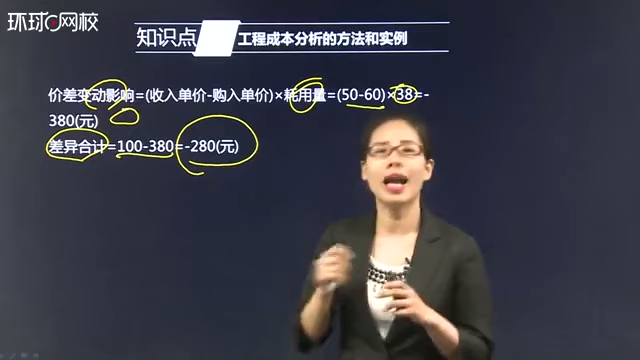 环球网校
知识点
工程成本分析的方法和实例
价差变动影响=(收入单价-购入单价)×耗用量=(50-60)×38=-
380(元)
差异合计=100-380=-280(元)